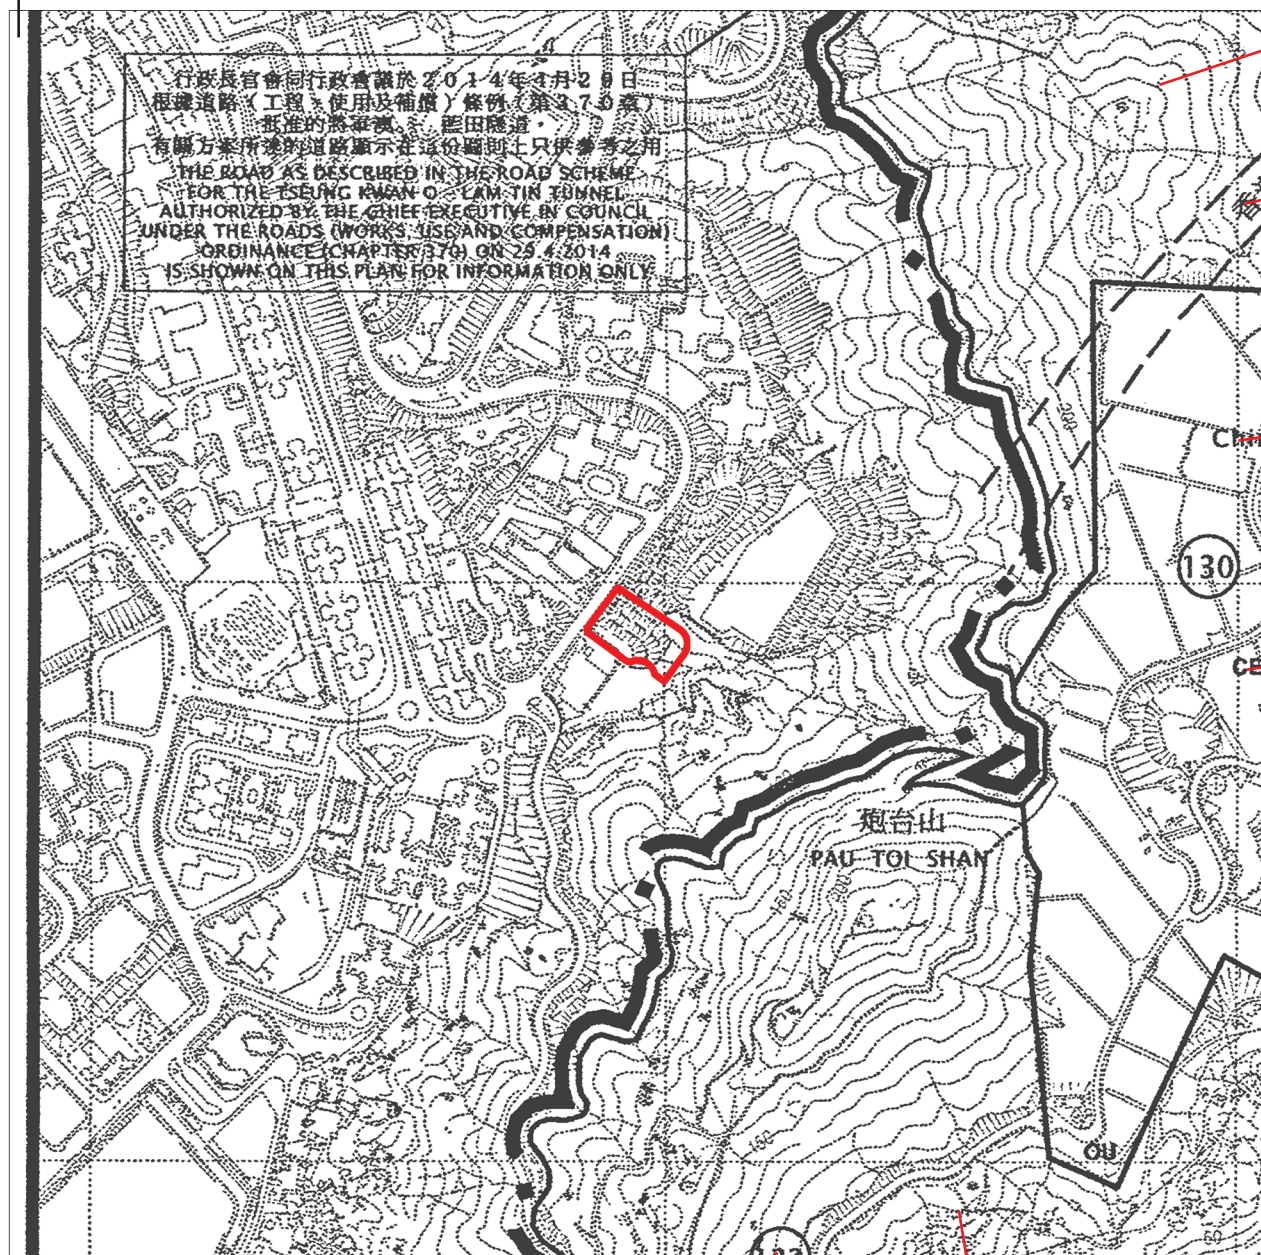 行政長官會同行政會議於2014年4月29日
根據道路（工程、使用及補償）條例（第370章）
批准的將軍澳 － 藍田隧道，
有關方案所述的道路顯示在這份圖則上只供參考之用
THE ROAD AS DESCRIBED IN THE ROAD SCHEME
FOR THE TSEUNG KWAN O - LAM TIN TUNNEL
AUTHORIZED BY THE CHIEF EXECUTIVE IN COUNCIL
UNDER THE ROADS (WORKS, USE AND COMPENSATION)
ORDINANCE (CHAPTER 370) ON 29.4.2014
IS SHOWN ON THIS PLAN FOR INFORMATION ONLY
200
130
炮台山
PAU TOI SHAN
200
160
160
OU